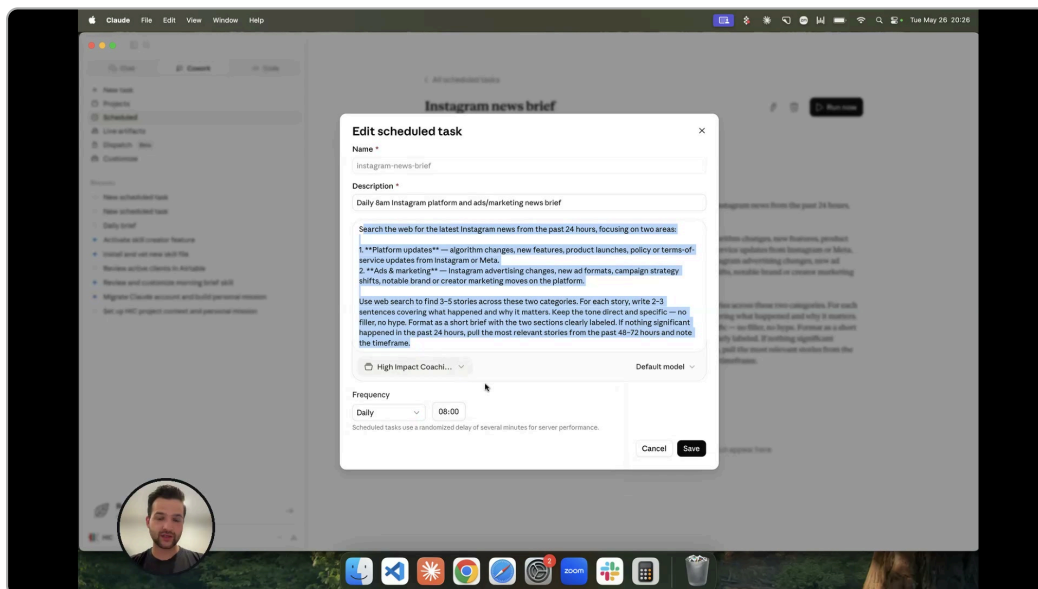 Claude File Edit View Window Help
Tue May 26 20:26
Chat Cowork Code
New task
Projects
Scheduled
Live artifacts
Dispatch
Customize
New scheduled task
New scheduled task
Daily brief
Activate skill creator feature
Install and vet new skill file
Review active clients in Airtable
Review and customize morning brief skill
Migrate Claude account and build personal mission
Set up HIC project context and personal mission
All scheduled tasks
Instagram news brief
Run now
Edit scheduled task
Name *
instagram-news-brief
Description *
Daily 8am Instagram platform and ads/marketing news brief
Search the web for the latest Instagram news from the past 24 hours, focusing on two areas:
1. **Platform updates** — algorithm changes, new features, product launches, policy or terms-of-
service updates from Instagram or Meta.
2. **Ads & marketing** — Instagram advertising changes, new ad formats, campaign strategy
shifts, notable brand or creator marketing moves on the platform.
Use web search to find 3–5 stories across these two categories. For each story, write 2–3
sentences covering what happened and why it matters. Keep the tone direct and specific — no
filler, no hype. Format as a short brief with the two sections clearly labeled. If nothing significant
happened in the past 24 hours, pull the most relevant stories from the past 48–72 hours and note
the timeframe.
High Impact Coachi...
Default model
Frequency
Daily
08:00
Scheduled tasks use a randomized delay of several minutes for server performance.
Cancel
Save
2
zoom